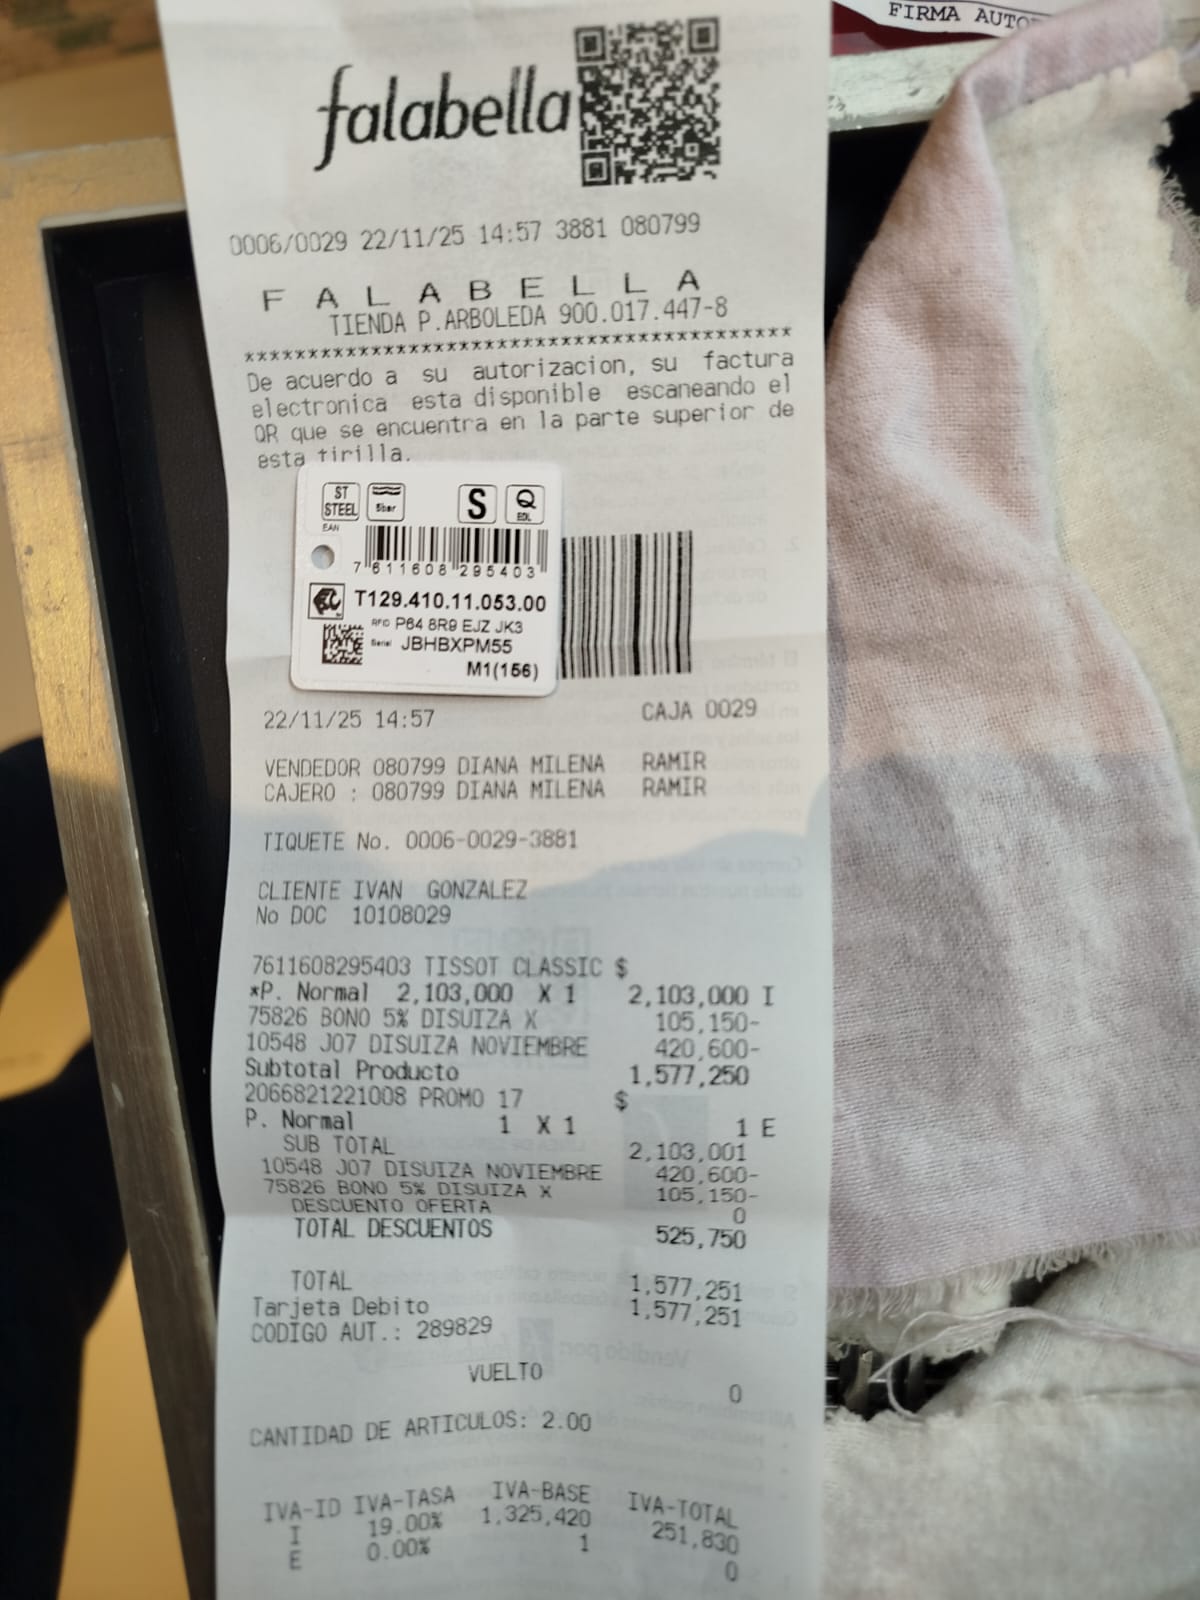 FIRMA
falabella
0006/0029 22/11/25 14:57 3881 080799
F A L A B E L L A
TIENDA P.ARBOLEDA 900.017.447-8
******************************************
De acuerdo a su autorizacion, su factura
electronica esta disponible escaneando el
QR que se encuentra en la parte superior de
esta tirilla.
ST STEEL
5bar
S
Q EOL
EAN
7 611608 295403
T129.410.11.053.00
RFID P64 8R9 EJZ JK3
Serial JBHBXPM55
M1(156)
22/11/25 14:57 CAJA 0029
VENDEDOR 080799 DIANA MILENA RAMIR
CAJERO : 080799 DIANA MILENA RAMIR
TIQUETE No. 0006-0029-3881
CLIENTE IVAN GONZALEZ
No DOC 10108029
7611608295403 TISSOT CLASSIC $
*P. Normal 2,103,000 X 1 2,103,000 I
75826 BONO 5% DISUIZA X 105,150-
10548 J07 DISUIZA NOVIEMBRE 420,600-
Subtotal Producto 1,577,250
2066821221008 PROMO 17 $
P. Normal 1 X 1 1 E
SUB TOTAL 2,103,001
10548 J07 DISUIZA NOVIEMBRE 420,600-
75826 BONO 5% DISUIZA X 105,150-
DESCUENTO OFERTA 0
TOTAL DESCUENTOS 525,750
TOTAL 1,577,251
Tarjeta Debito 1,577,251
CODIGO AUT.: 289829
VUELTO 0
CANTIDAD DE ARTICULOS: 2.00
IVA-ID IVA-TASA IVA-BASE IVA-TOTAL
I 19.00% 1,325,420 251,830
E 0.00% 1 0